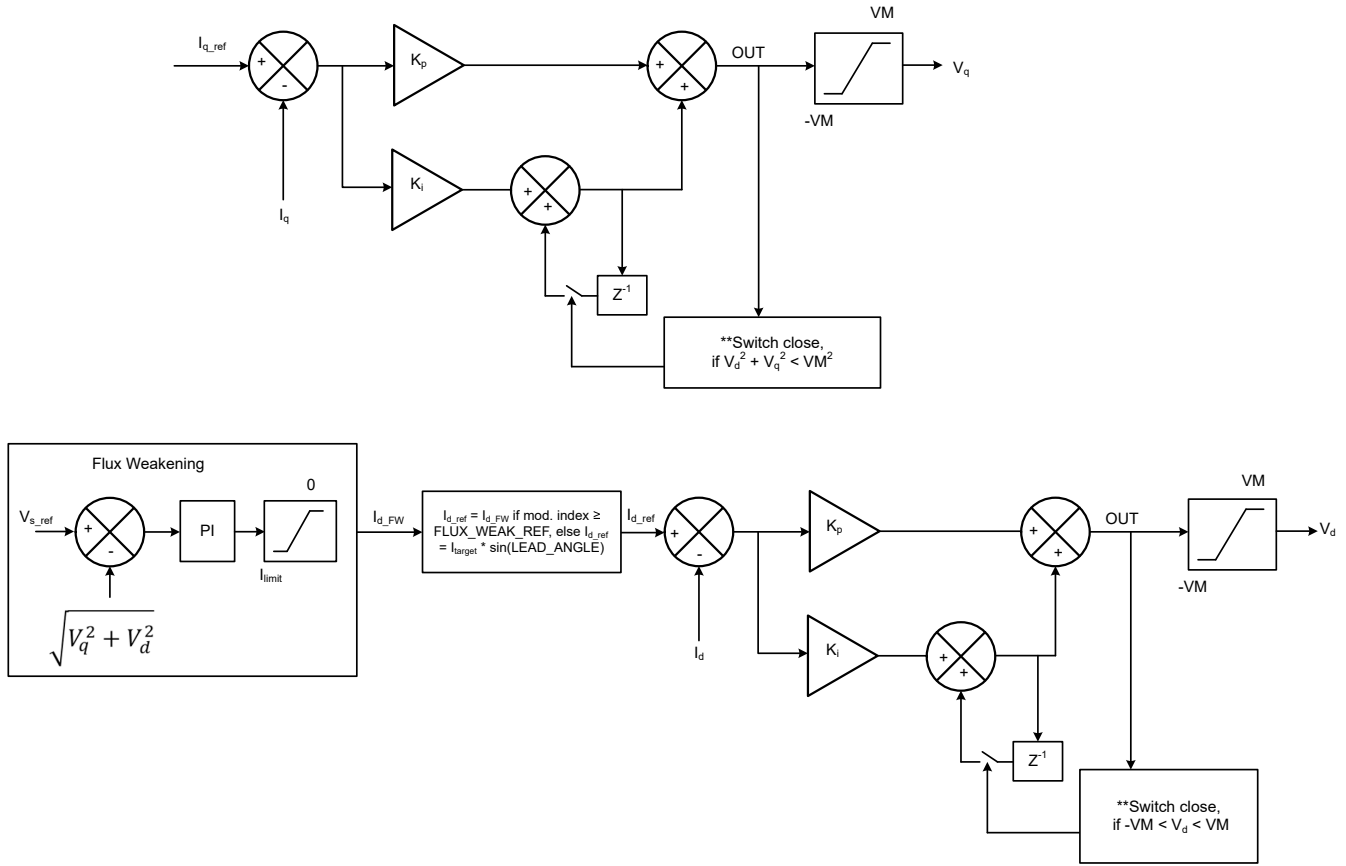 VM
I_q_ref
+
-
K_p
+
+
OUT
V_q
-VM
I_q
K_i
+
+
Z^-1
**Switch close,
if V_d^2 + V_q^2 < VM^2
Flux Weakening
0
V_s_ref
+
-
PI
I_limit
√V_q^2 + V_d^2
I_d_FW
I_d_ref = I_d_FW if mod. index ≥
FLUX_WEAK_REF, else I_d_ref
= I_target * sin(LEAD_ANGLE)
I_d_ref
+
-
I_d
K_p
+
+
OUT
VM
-VM
V_d
K_i
+
+
Z^-1
**Switch close,
if -VM < V_d < VM